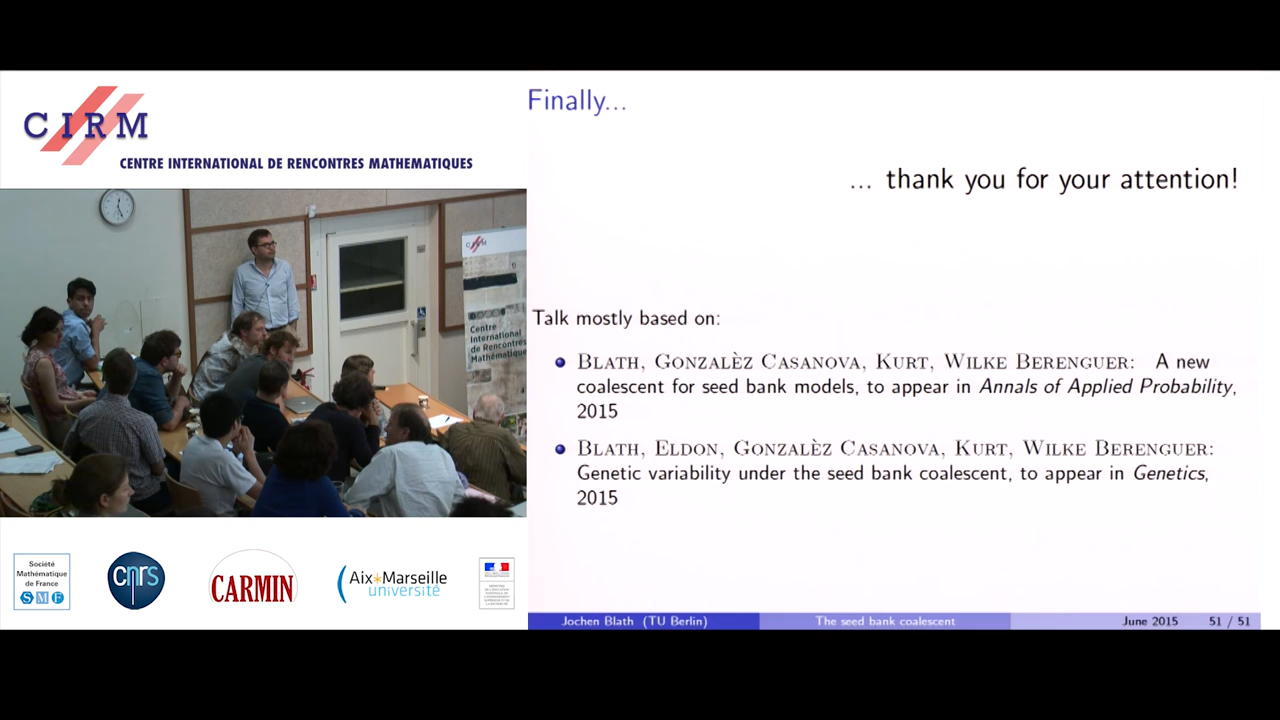 CIRM
CENTRE INTERNATIONAL DE RENCONTRES MATHEMATIQUES
CIRM
Centre
International
de Rencontres
Mathématiques
Société
Mathématique
de France
SMF
cnrs
CARMIN
Aix*Marseille
université
Finally...
... thank you for your attention!
Talk mostly based on:
BLATH, GONZALÈZ CASANOVA, KURT, WILKE BERENGUER: A new
coalescent for seed bank models, to appear in Annals of Applied Probability,
2015
BLATH, ELDON, GONZALÈZ CASANOVA, KURT, WILKE BERENGUER:
Genetic variability under the seed bank coalescent, to appear in Genetics,
2015
Jochen Blath (TU Berlin)
The seed bank coalescent
June 2015
51 / 51